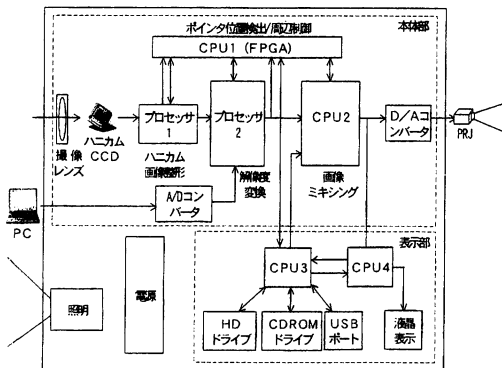 ポインタ位置検出/周辺制御
本体部
CPU1 (FPGA)
プロセッサ
1
プロセッサ
2
CPU2
D/Aコ
ンバータ
PRJ
撮像
レンズ
ハニカム
CCD
ハニカム
画像整形
解像度
変換
画像
ミキシング
A/Dコン
バータ
PC
表示部
CPU3
CPU4
照明
電源
HD
ドライブ
CDROM
ドライブ
USB
ポート
液晶
表示